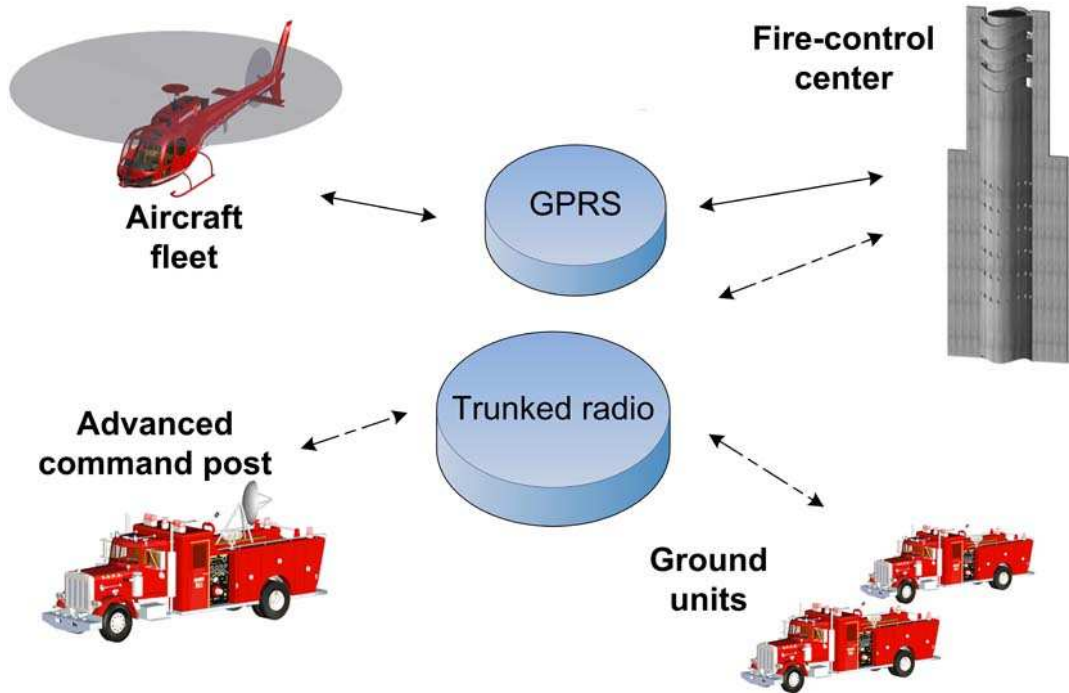 Fire-control
center
GPRS
Aircraft
fleet
Trunked radio
Advanced
command post
Ground
units